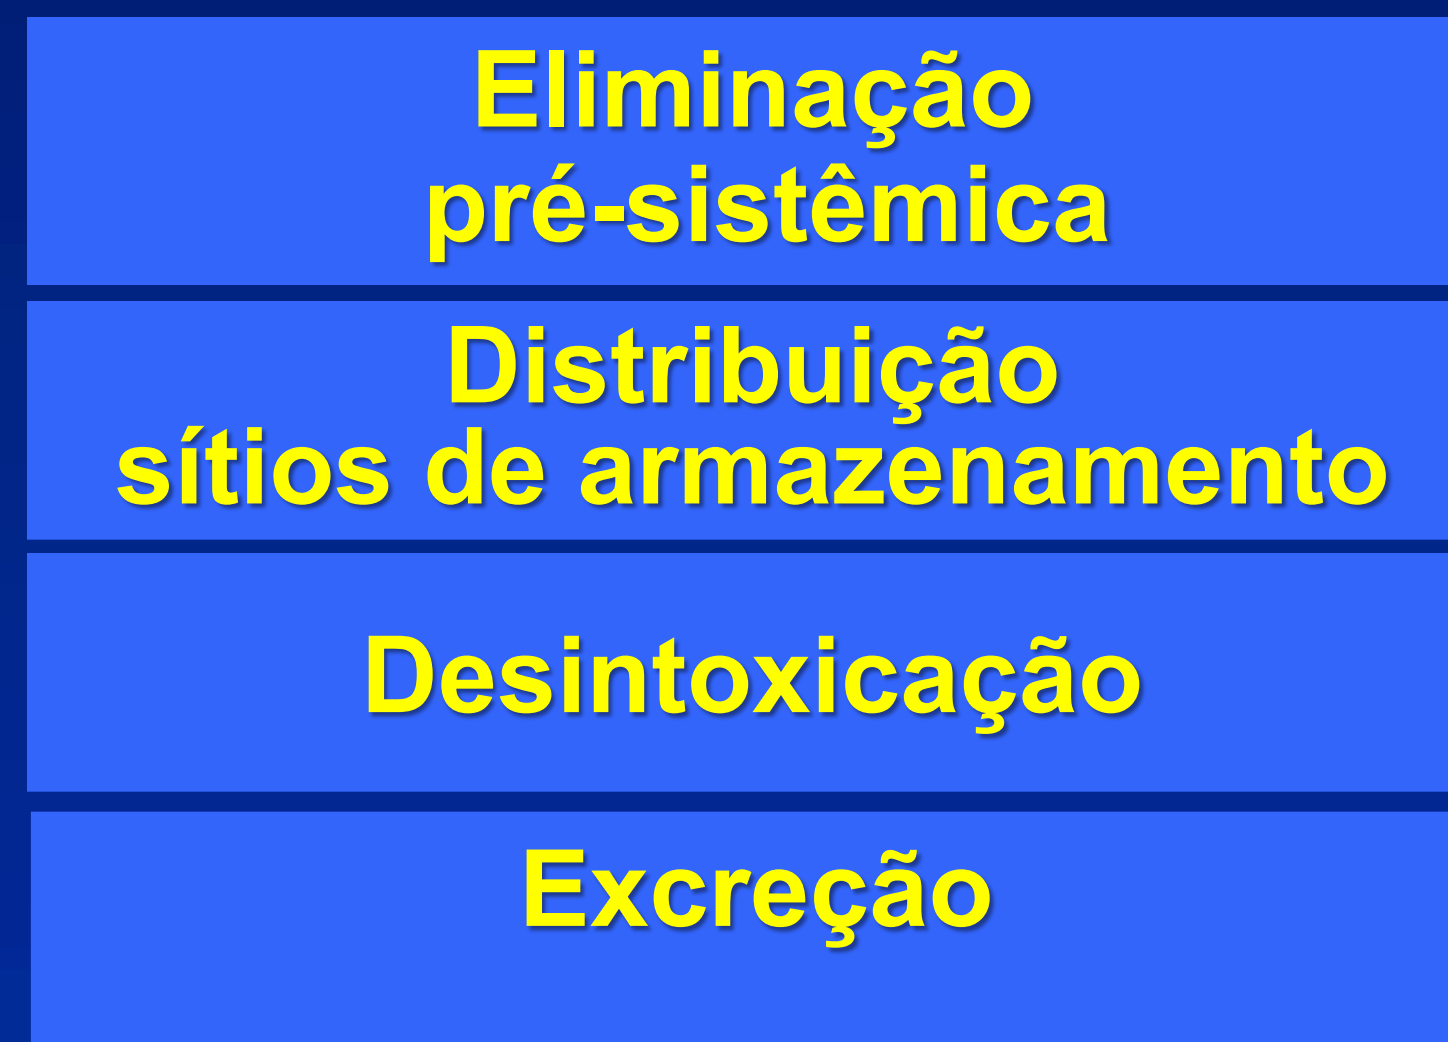 Eliminação
pré-sistêmica
Distribuição
sítios de armazenamento
Desintoxicação
Excreção